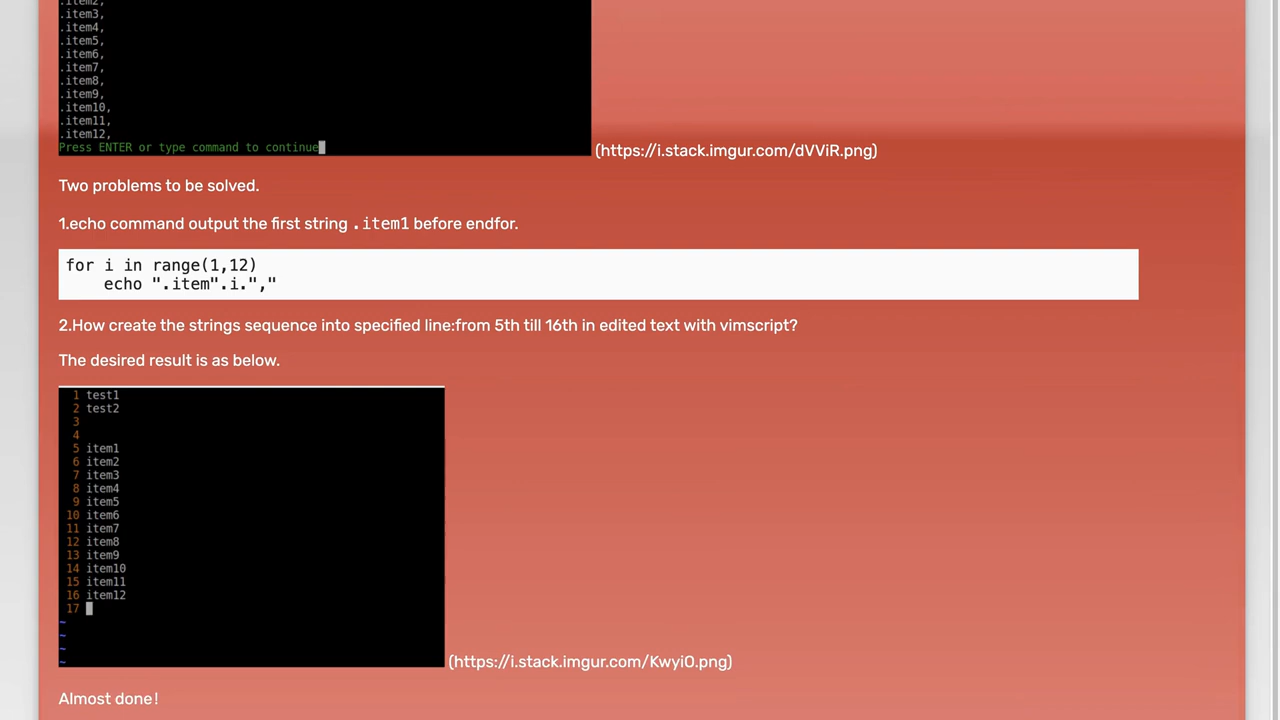 .item2,
.item3,
.item4,
.item5,
.item6,
.item7,
.item8,
.item9,
.item10,
.item11,
.item12,
Press ENTER or type command to continue
(https://i.stack.imgur.com/dVViR.png)
Two problems to be solved.
1.echo command output the first string .item1 before endfor.
for i in range(1,12)
    echo ".item".i.","
2.How create the strings sequence into specified line:from 5th till 16th in edited text with vimscript?
The desired result is as below.
1 test1
2 test2
3
4
5 item1
6 item2
7 item3
8 item4
9 item5
10 item6
11 item7
12 item8
13 item9
14 item10
15 item11
16 item12
17
~
~
~
~
(https://i.stack.imgur.com/KwyiO.png)
Almost done!